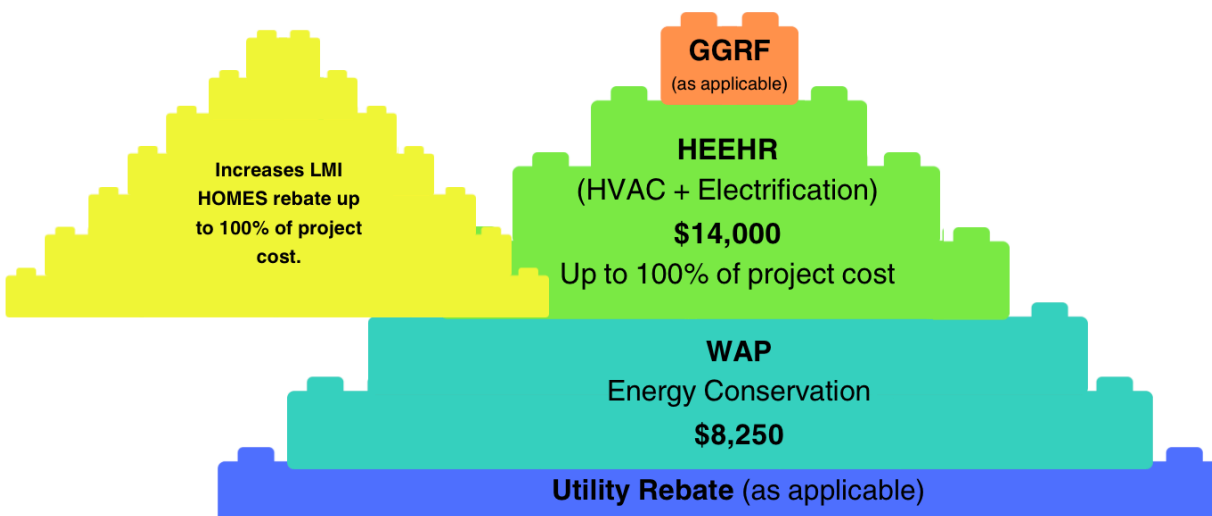 GGRF
(as applicable)
HEEHR
(HVAC + Electrification)
$14,000
Up to 100% of project cost
Increases LMI
HOMES rebate up
to 100% of project
cost.
WAP
Energy Conservation
$8,250
Utility Rebate (as applicable)